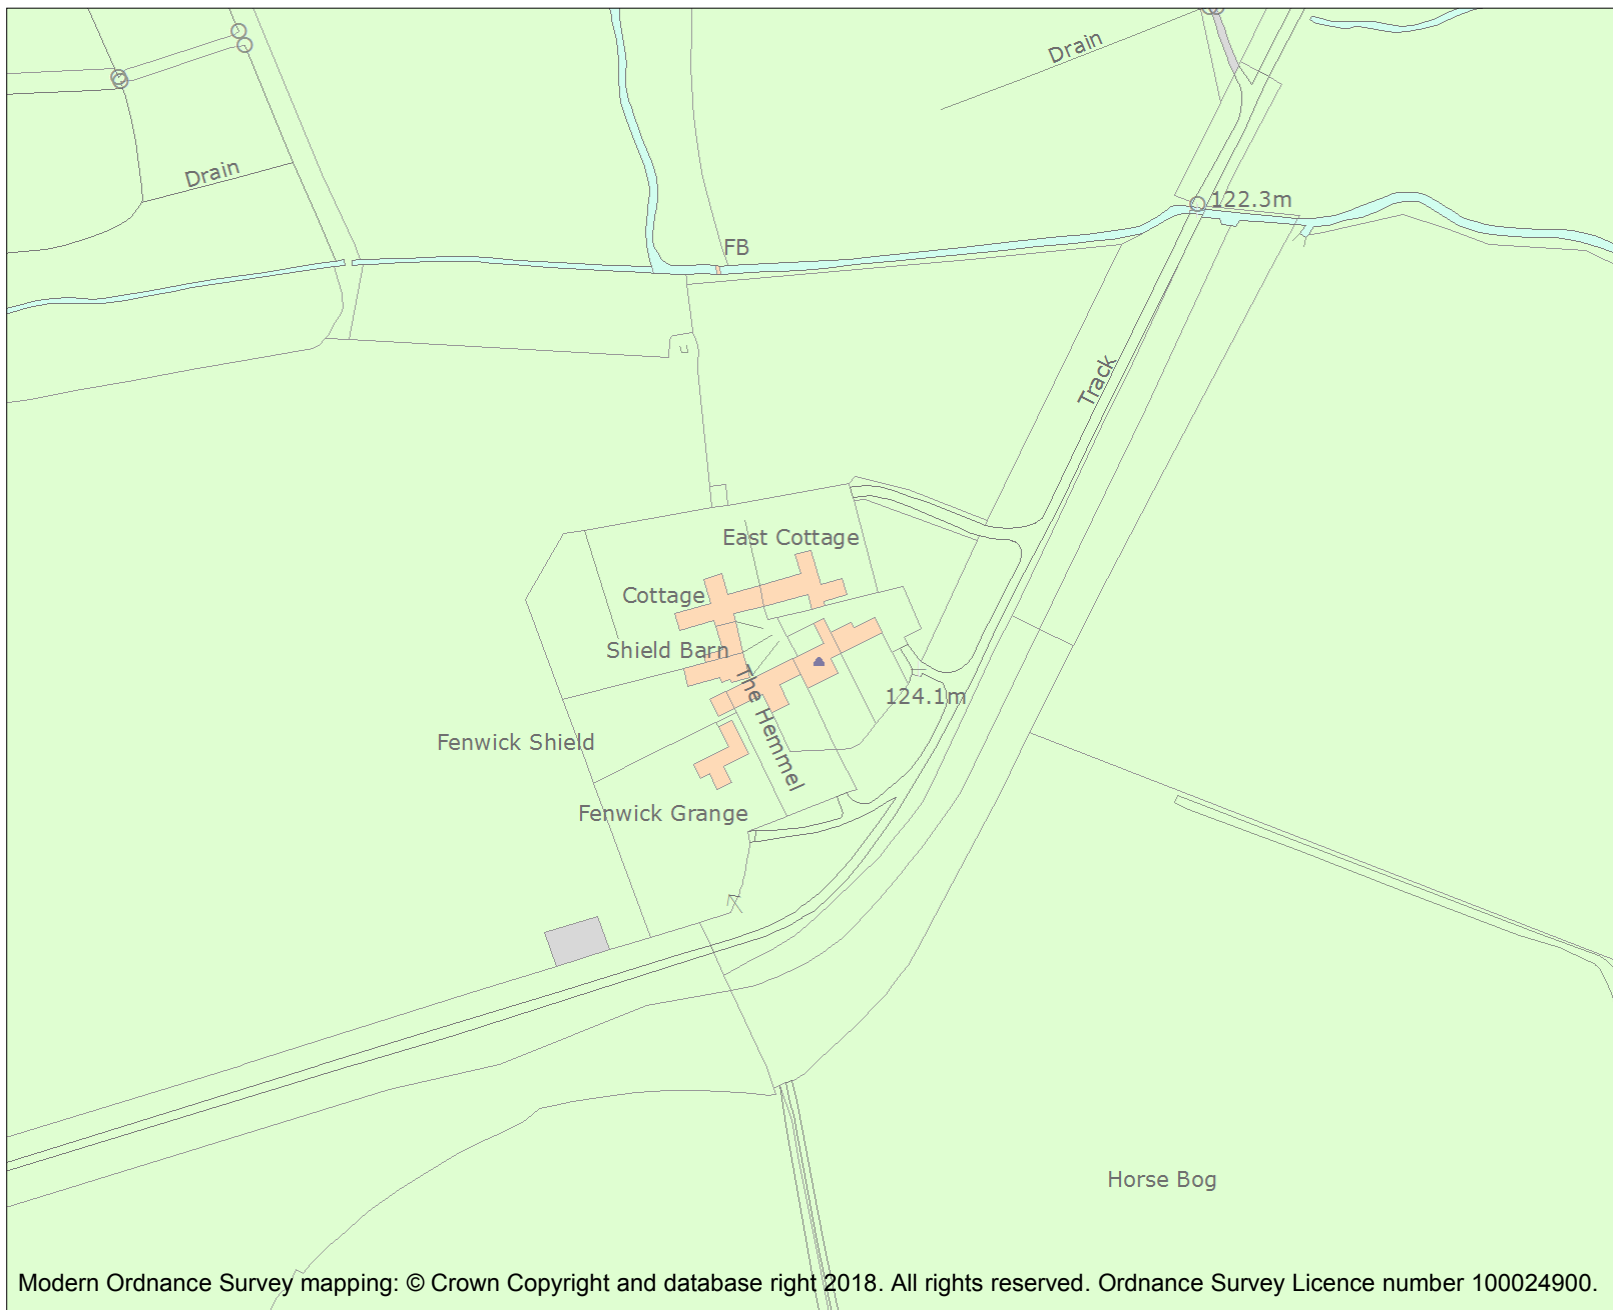 Drain
Drain
122.3m
FB
Track
East Cottage
Cottage
Shield Barn
The Hemmel
124.1m
Fenwick Shield
Fenwick Grange
Horse Bog
Modern Ordnance Survey mapping: © Crown Copyright and database right 2018. All rights reserved. Ordnance Survey Licence number 100024900.